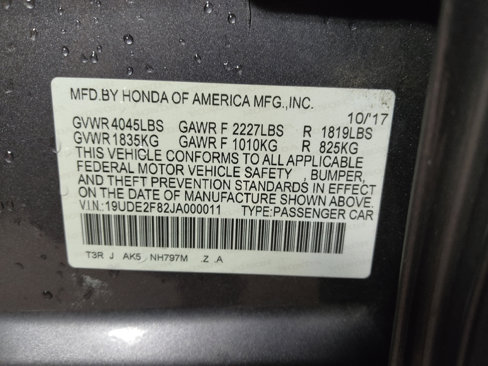 MFD.BY HONDA OF AMERICA MFG.,INC.
10/'17
GVWR 4045LBS GAWR F 2227LBS R 1819LBS
GVWR 1835KG GAWR F 1010KG R 825KG
THIS VEHICLE CONFORMS TO ALL APPLICABLE
FEDERAL MOTOR VEHICLE SAFETY , BUMPER,
AND THEFT PREVENTION STANDARDS IN EFFECT
ON THE DATE OF MANUFACTURE SHOWN ABOVE.
V.I.N.:19UDE2F82JA000011 TYPE:PASSENGER CAR
T3R J AK5 NH797M .Z .A